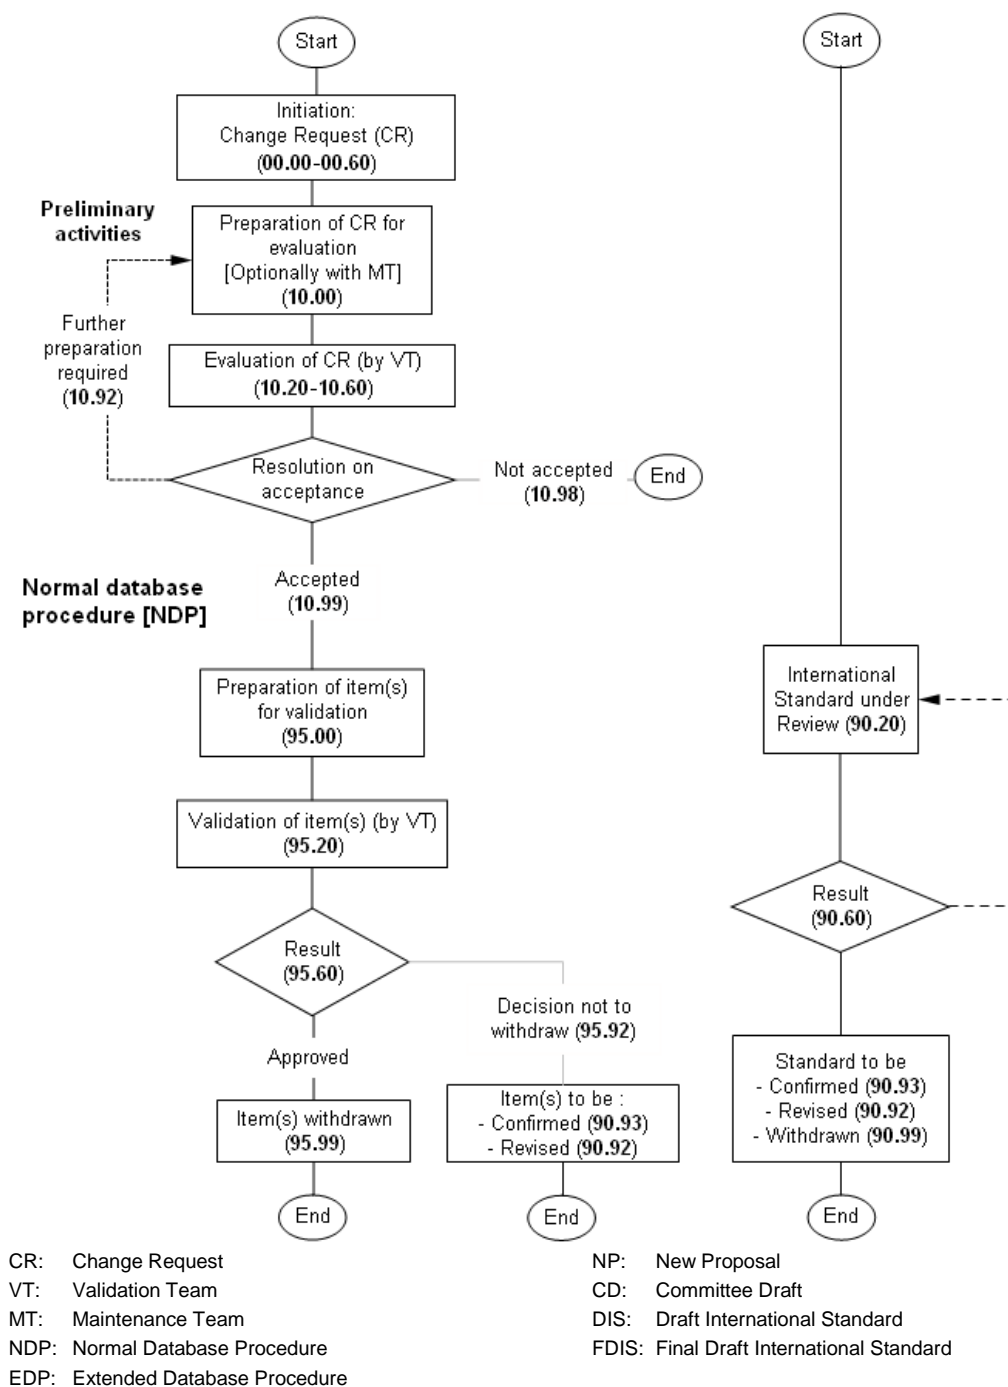 Start
Initiation:
Change Request (CR)
(00.00-00.60)
Preliminary
activities
Preparation of CR for
evaluation
[Optionally with MT]
(10.00)
Further
preparation
required
(10.92)
Evaluation of CR (by VT)
(10.20-10.60)
Resolution on
acceptance
Not accepted
(10.98)
End
Accepted
(10.99)
Normal database
procedure [NDP]
Preparation of item(s)
for validation
(95.00)
Validation of item(s) (by VT)
(95.20)
Result
(95.60)
Decision not to
withdraw (95.92)
Approved
Item(s) withdrawn
(95.99)
Item(s) to be :
- Confirmed (90.93)
- Revised (90.92)
End
End
Start
International
Standard under
Review (90.20)
Result
(90.60)
Standard to be
- Confirmed (90.93)
- Revised (90.92)
- Withdrawn (90.99)
End
CR: Change Request
VT: Validation Team
MT: Maintenance Team
NDP: Normal Database Procedure
EDP: Extended Database Procedure
NP: New Proposal
CD: Committee Draft
DIS: Draft International Standard
FDIS: Final Draft International Standard